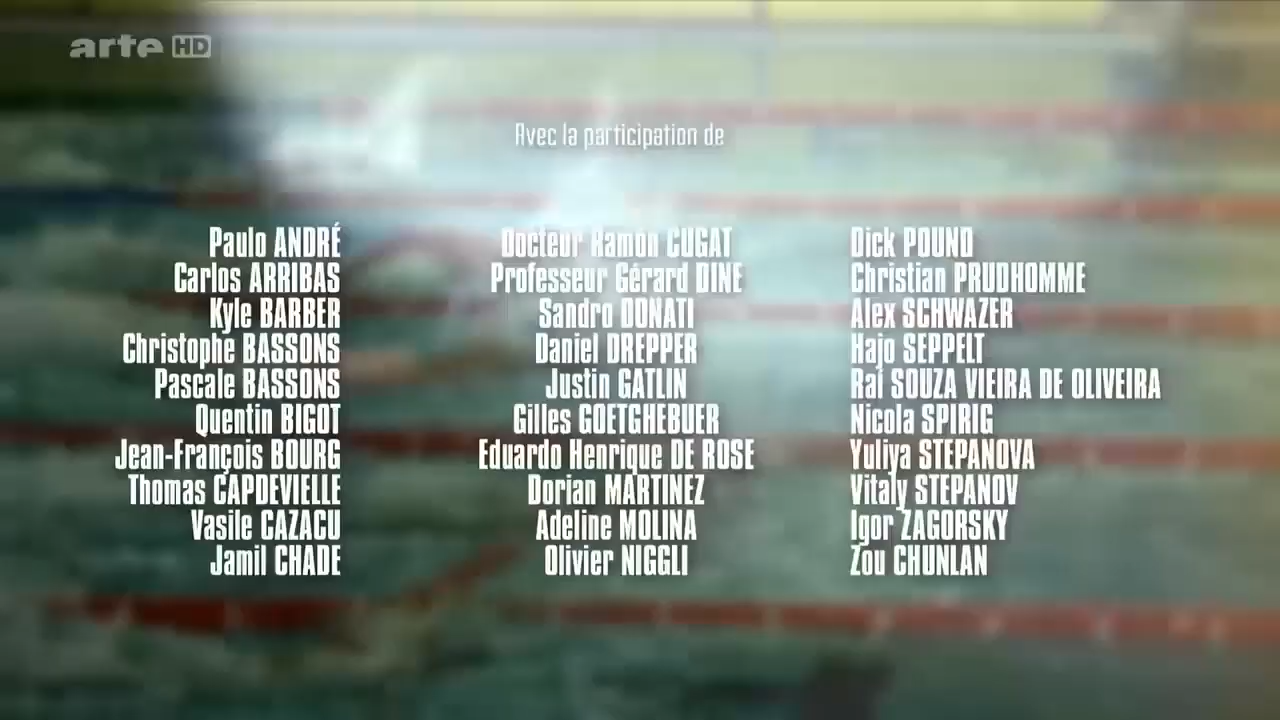 arte HD
Avec la participation de
Paulo ANDRÉ
Carlos ARRIBAS
Kyle BARBER
Christophe BASSONS
Pascale BASSONS
Quentin BIGOT
Jean-François BOURG
Thomas CAPDEVIELLE
Vasile CAZACU
Jamil CHADE
Docteur Ramón CUGAT
Professeur Gérard DINE
Sandro DONATI
Daniel DREPPER
Justin GATLIN
Gilles GOETGHEBUER
Eduardo Henrique DE ROSE
Dorian MARTINEZ
Adeline MOLINA
Olivier NIGGLI
Dick POUND
Christian PRUDHOMME
Alex SCHWAZER
Hajo SEPPELT
Raí SOUZA VIEIRA DE OLIVEIRA
Nicola SPIRIG
Yuliya STEPANOVA
Vitaly STEPANOV
Igor ZAGORSKY
Zou CHUNLAN